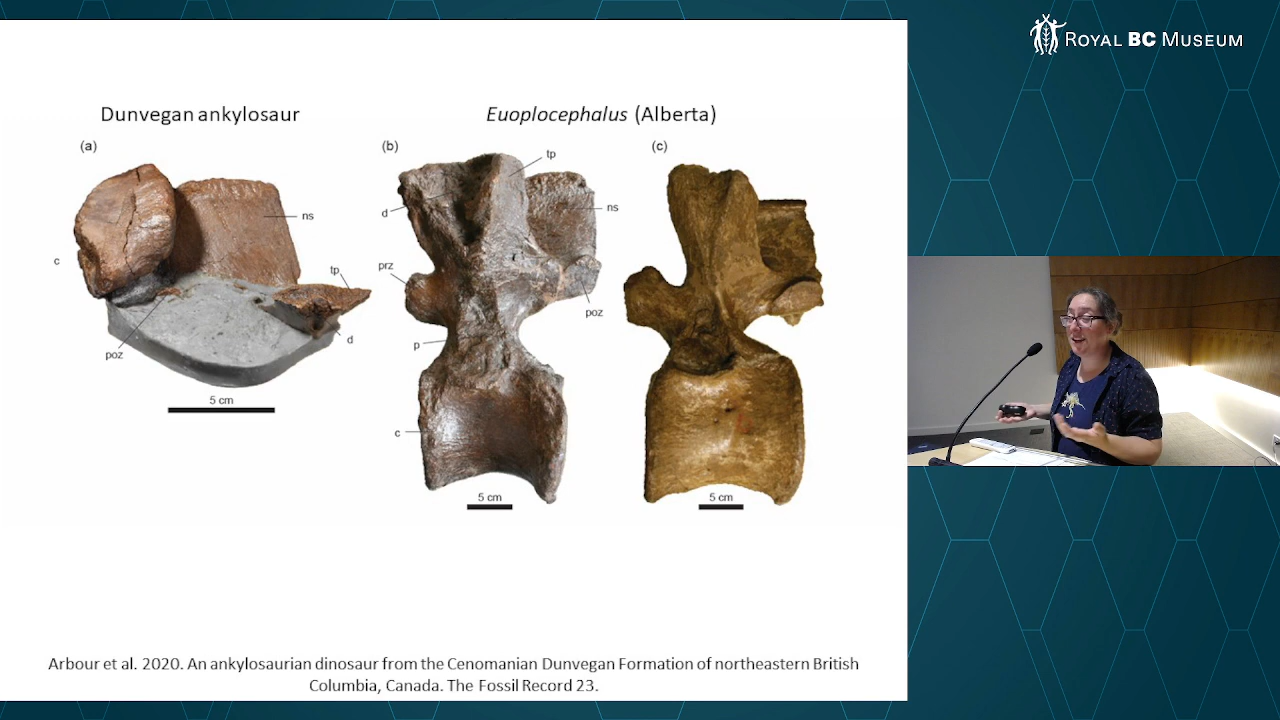 ROYAL BC MUSEUM
Dunvegan ankylosaur
Euoplocephalus (Alberta)
(a)
(b)
(c)
tp
ns
d
ns
c
prz
tp
poz
poz
d
p
5 cm
c
5 cm
5 cm
Arbour et al. 2020. An ankylosaurian dinosaur from the Cenomanian Dunvegan Formation of northeastern British
Columbia, Canada. The Fossil Record 23.